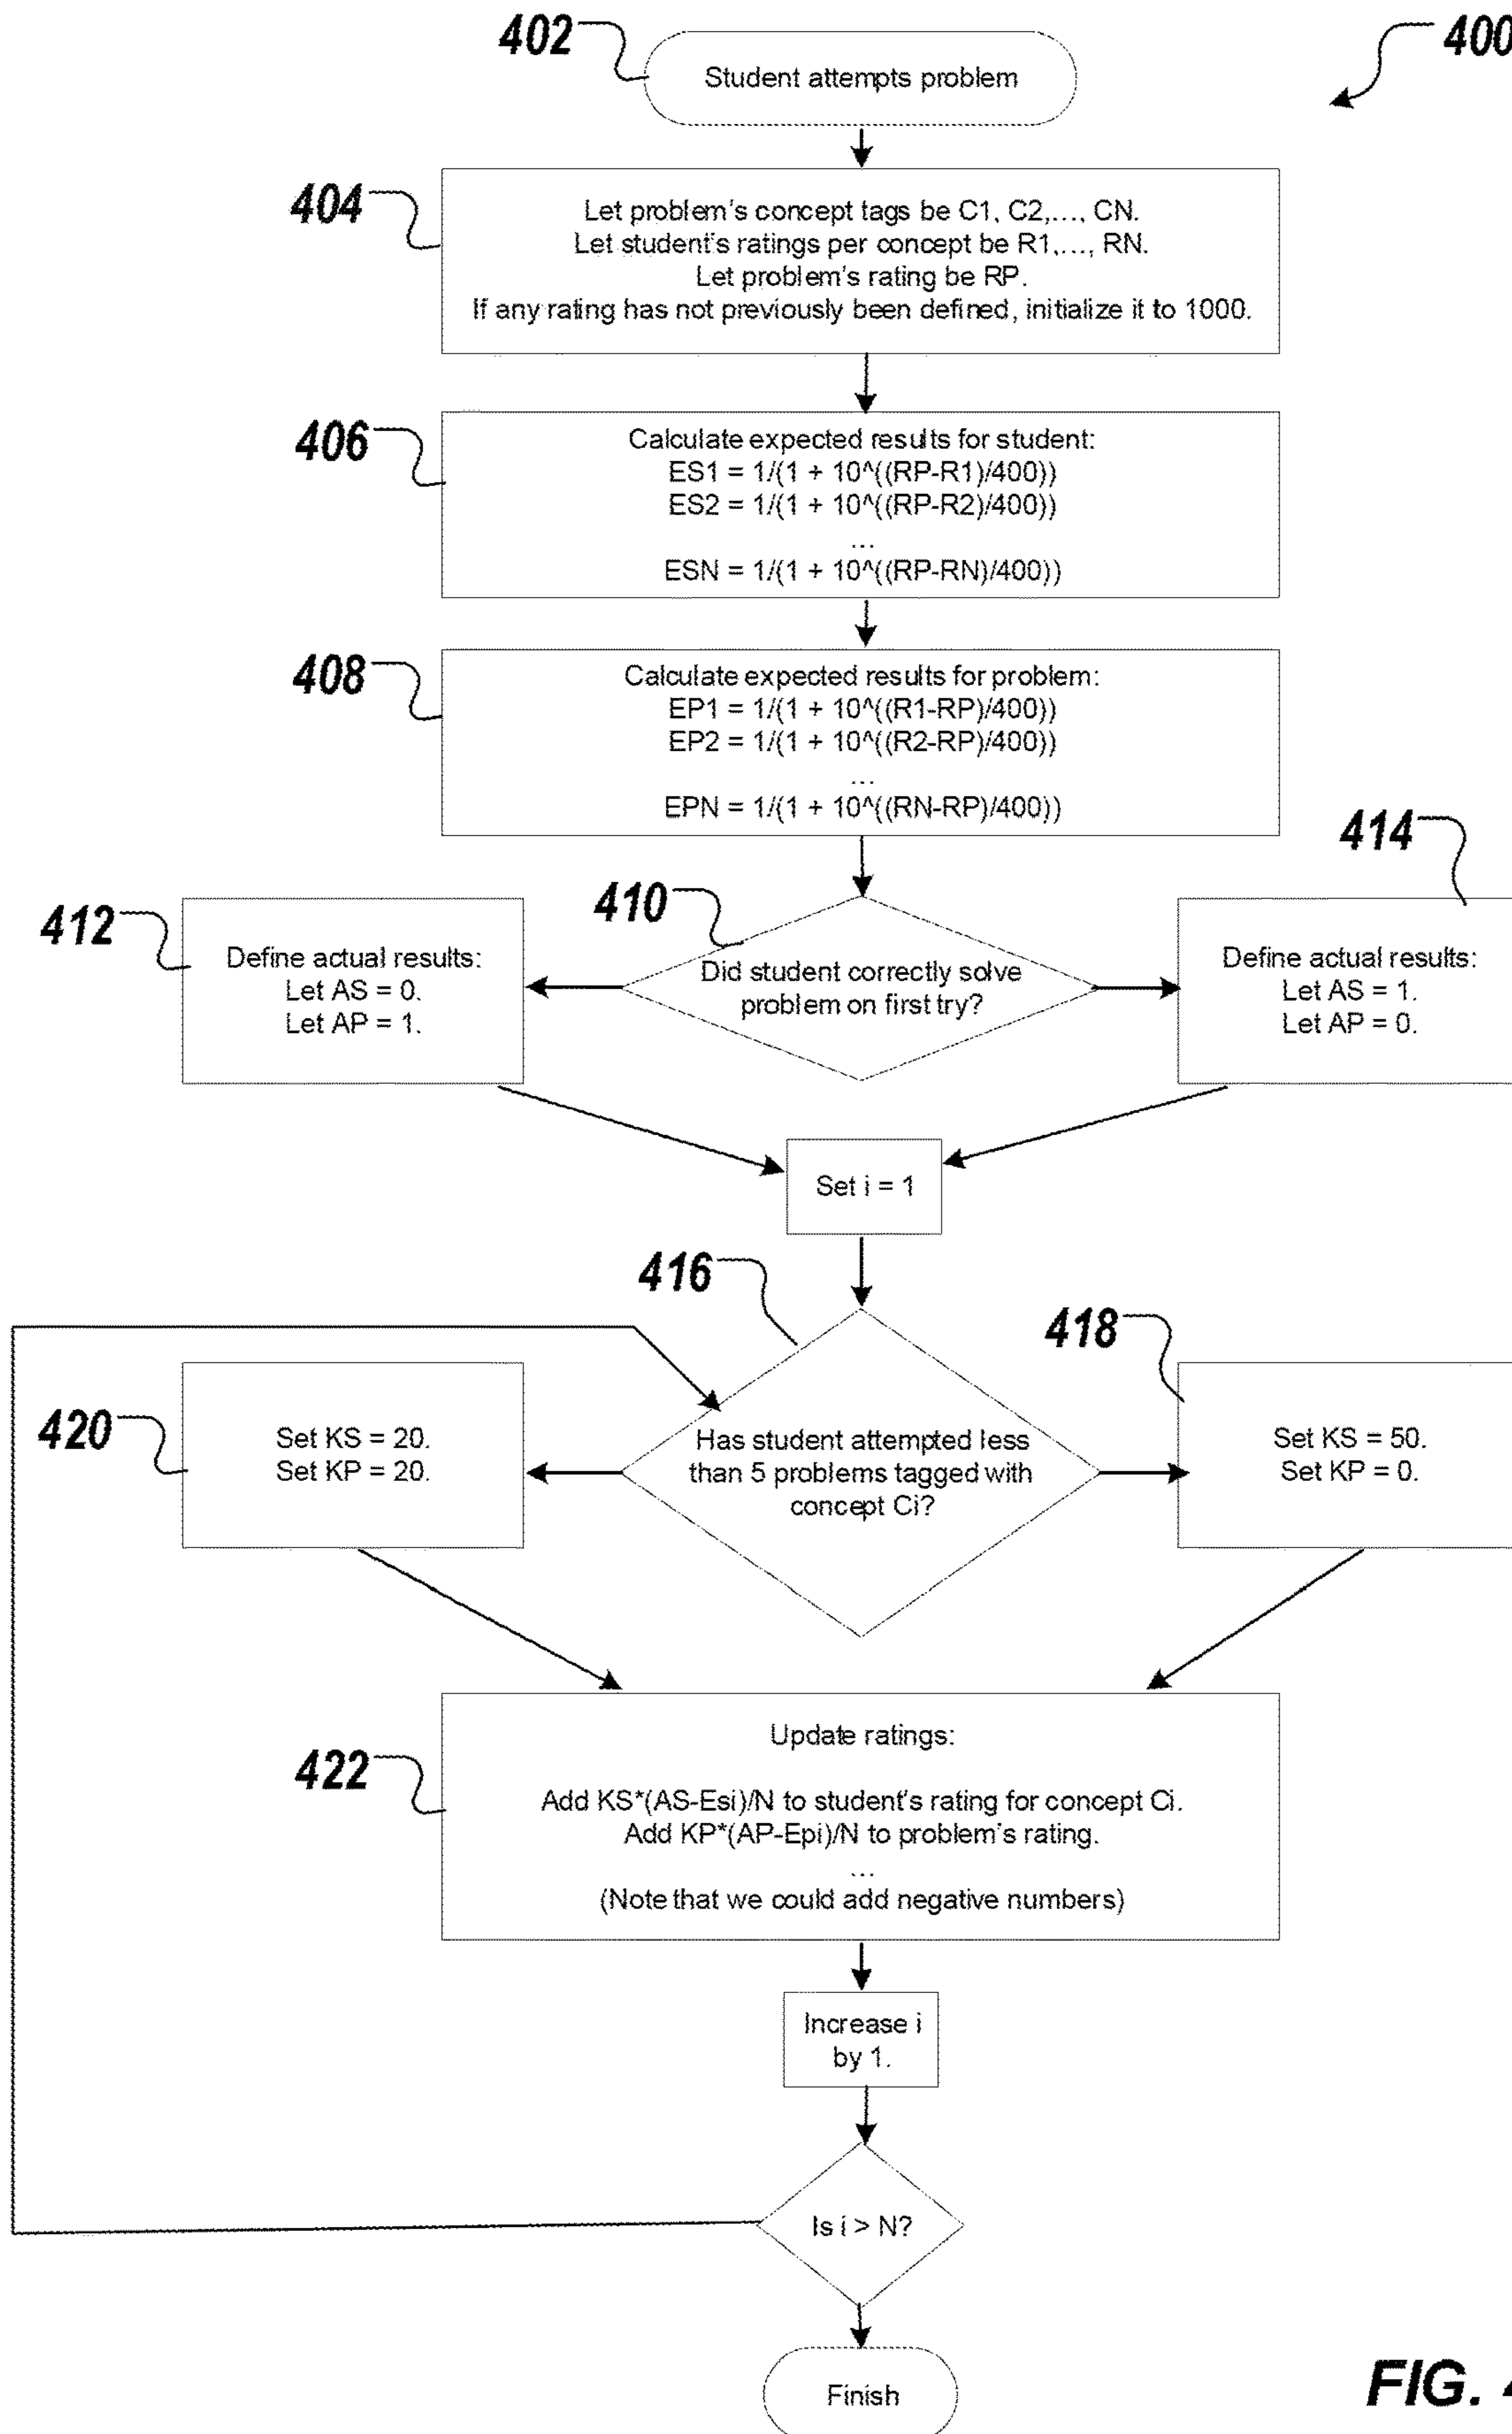 402
400
Student attempts problem
404
Let problem's concept tags be C1, C2,..., CN.
Let student's ratings per concept be R1,..., RN.
Let problem's rating be RP.
If any rating has not previously been defined, initialize it to 1000.
406
Calculate expected results for student:
ES1 = 1/(1 + 10^((RP-R1)/400))
ES2 = 1/(1 + 10^((RP-R2)/400))
...
ESN = 1/(1 + 10^((RP-RN)/400))
408
Calculate expected results for problem:
EP1 = 1/(1 + 10^((R1-RP)/400))
EP2 = 1/(1 + 10^((R2-RP)/400))
...
EPN = 1/(1 + 10^((RN-RP)/400))
414
410
412
Define actual results:
Let AS = 0.
Let AP = 1.
Did student correctly solve
problem on first try?
Define actual results:
Let AS = 1.
Let AP = 0.
Set i = 1
416
418
420
Set KS = 20.
Set KP = 20.
Has student attempted less
than 5 problems tagged with
concept Ci?
Set KS = 50.
Set KP = 0.
422
Update ratings:
Add KS*(AS-Esi)/N to student's rating for concept Ci.
Add KP*(AP-Epi)/N to problem's rating.
...
(Note that we could add negative numbers)
Increase i
by 1.
Is i > N?
Finish
FIG. 4